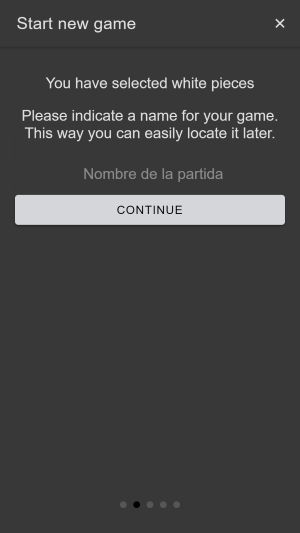 Start new game ×
You have selected white pieces
Please indicate a name for your game.
This way you can easily locate it later.
Nombre de la partida
CONTINUE